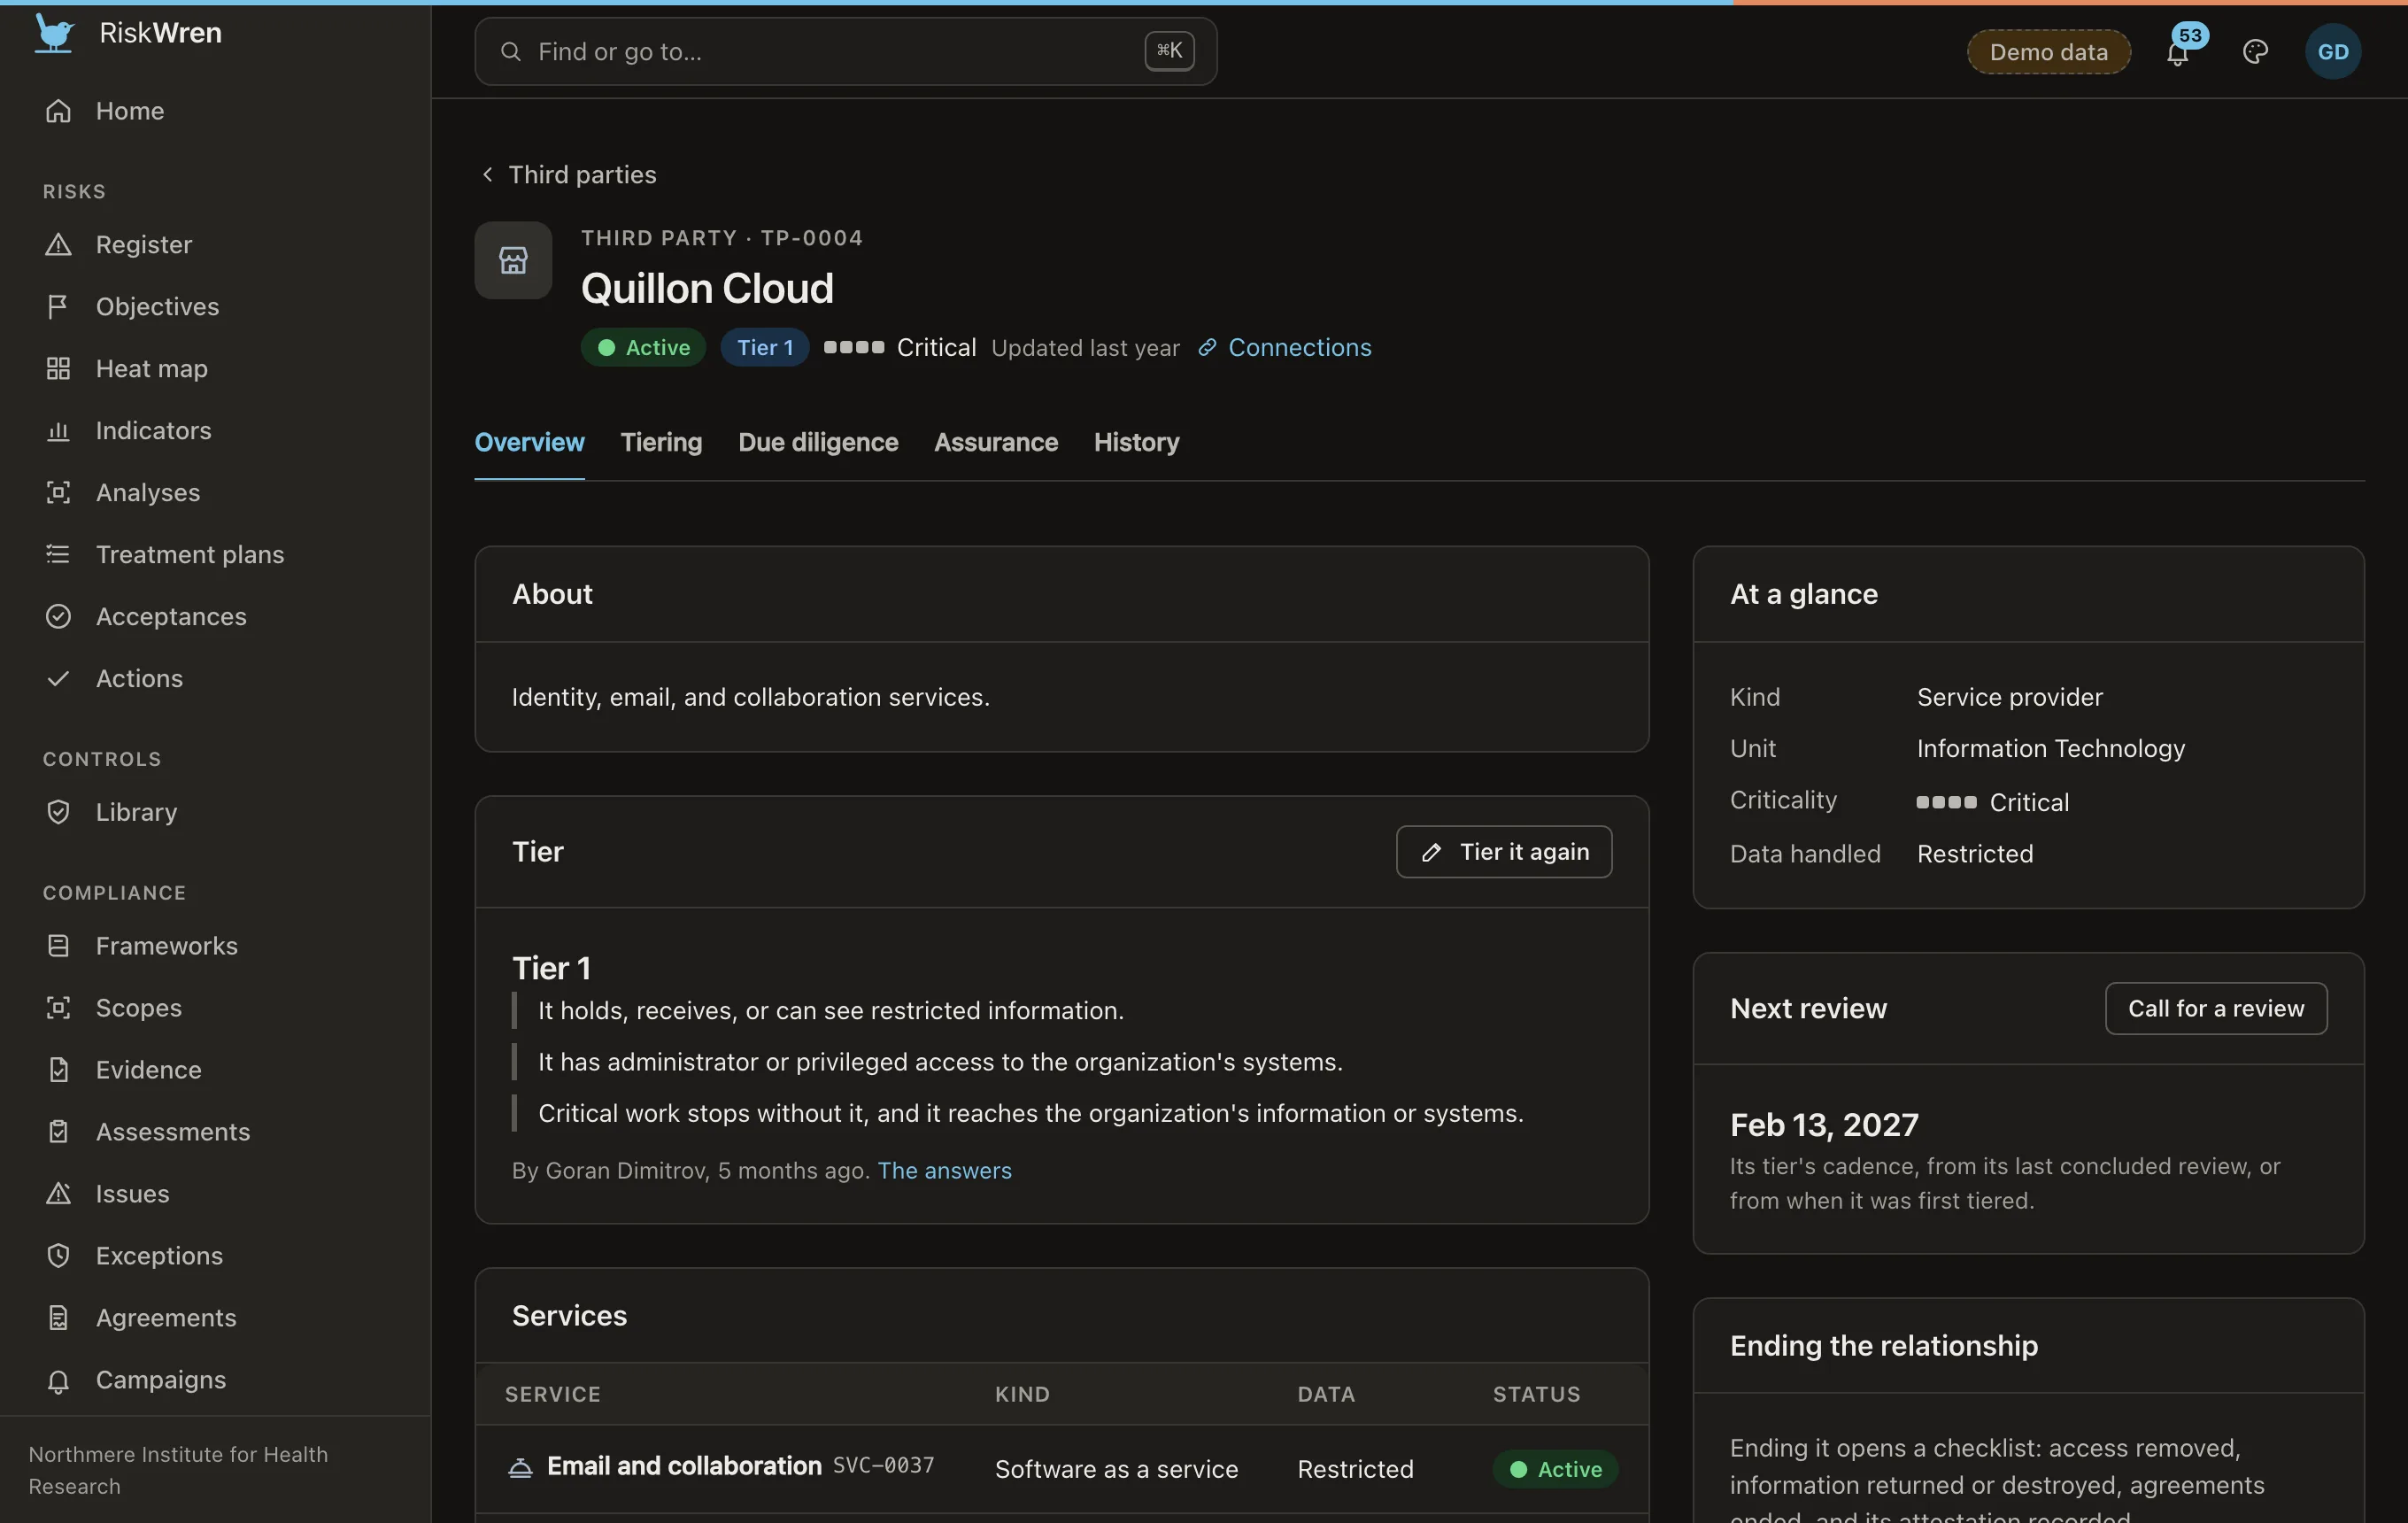 RiskWren
Find or go to...
⌘K
Demo data
53
GD
Home
RISKS
Register
Objectives
Heat map
Indicators
Analyses
Treatment plans
Acceptances
Actions
CONTROLS
Library
COMPLIANCE
Frameworks
Scopes
Evidence
Assessments
Issues
Exceptions
Agreements
Campaigns
Northmere Institute for Health
Research
Third parties
THIRD PARTY · TP-0004
Quillon Cloud
Active
Tier 1
Critical
Updated last year
Connections
Overview
Tiering
Due diligence
Assurance
History
About
Identity, email, and collaboration services.
Tier
Tier it again
Tier 1
It holds, receives, or can see restricted information.
It has administrator or privileged access to the organization's systems.
Critical work stops without it, and it reaches the organization's information or systems.
By Goran Dimitrov, 5 months ago. The answers
Services
SERVICE KIND DATA STATUS
Email and collaboration SVC-0037 Software as a service Restricted Active
At a glance
Kind Service provider
Unit Information Technology
Criticality Critical
Data handled Restricted
Next review
Call for a review
Feb 13, 2027
Its tier's cadence, from its last concluded review, or
from when it was first tiered.
Ending the relationship
Ending it opens a checklist: access removed,
information returned or destroyed, agreements
ended, and its attestation recorded.